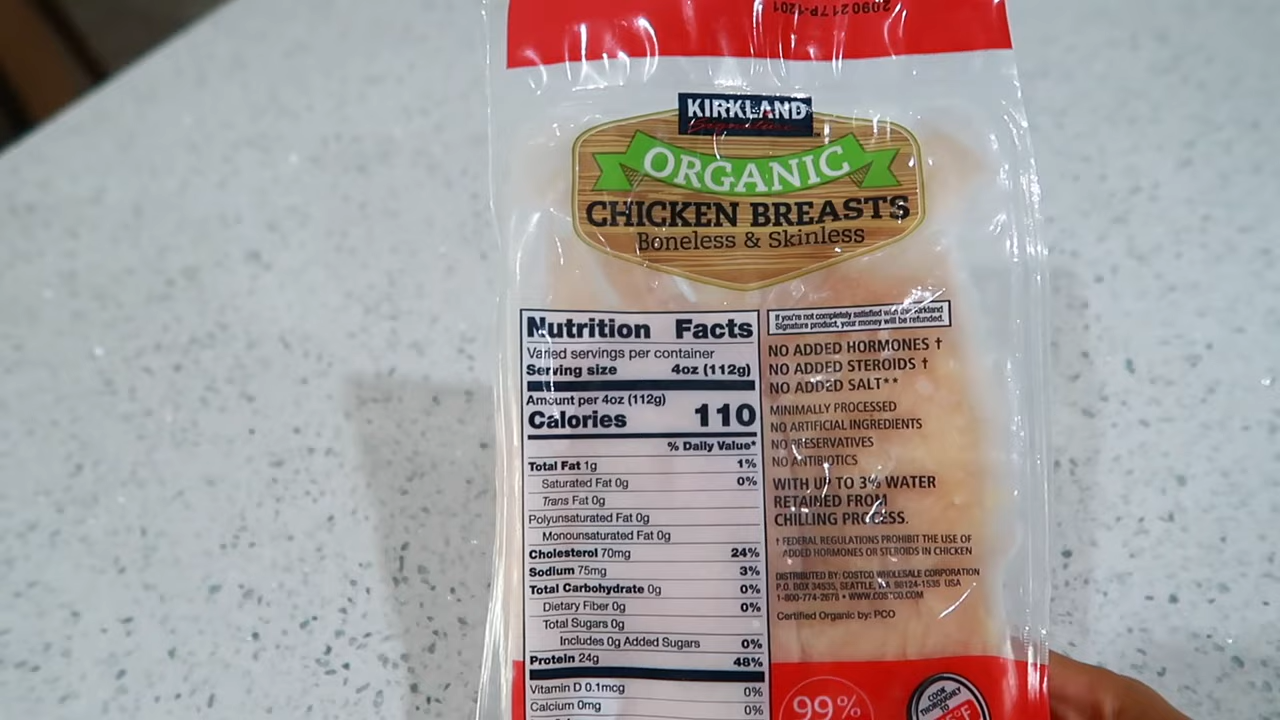 2090217P-1201
KIRKLAND
Signature
ORGANIC
CHICKEN BREASTS
Boneless & Skinless
Nutrition Facts
Varied servings per container
Serving size 4oz (112g)
Amount per 4oz (112g)
Calories 110
% Daily Value*
Total Fat 1g 1%
Saturated Fat 0g 0%
Trans Fat 0g
Polyunsaturated Fat 0g
Monounsaturated Fat 0g
Cholesterol 70mg 24%
Sodium 75mg 3%
Total Carbohydrate 0g 0%
Dietary Fiber 0g 0%
Total Sugars 0g
Includes 0g Added Sugars 0%
Protein 24g 48%
Vitamin D 0.1mcg 0%
Calcium 0mg 0%
If you're not completely satisfied with this Kirkland
Signature product, your money will be refunded.
NO ADDED HORMONES †
NO ADDED STEROIDS †
NO ADDED SALT**
MINIMALLY PROCESSED
NO ARTIFICIAL INGREDIENTS
NO PRESERVATIVES
NO ANTIBIOTICS
WITH UP TO 3% WATER
RETAINED FROM
CHILLING PROCESS.
† FEDERAL REGULATIONS PROHIBIT THE USE OF
ADDED HORMONES OR STEROIDS IN CHICKEN
DISTRIBUTED BY: COSTCO WHOLESALE CORPORATION
P.O. BOX 34535, SEATTLE, WA 98124-1535 USA
1-800-774-2678 • WWW.COSTCO.COM
Certified Organic by: PCO
99%
COOK
THOROUGHLY
TO